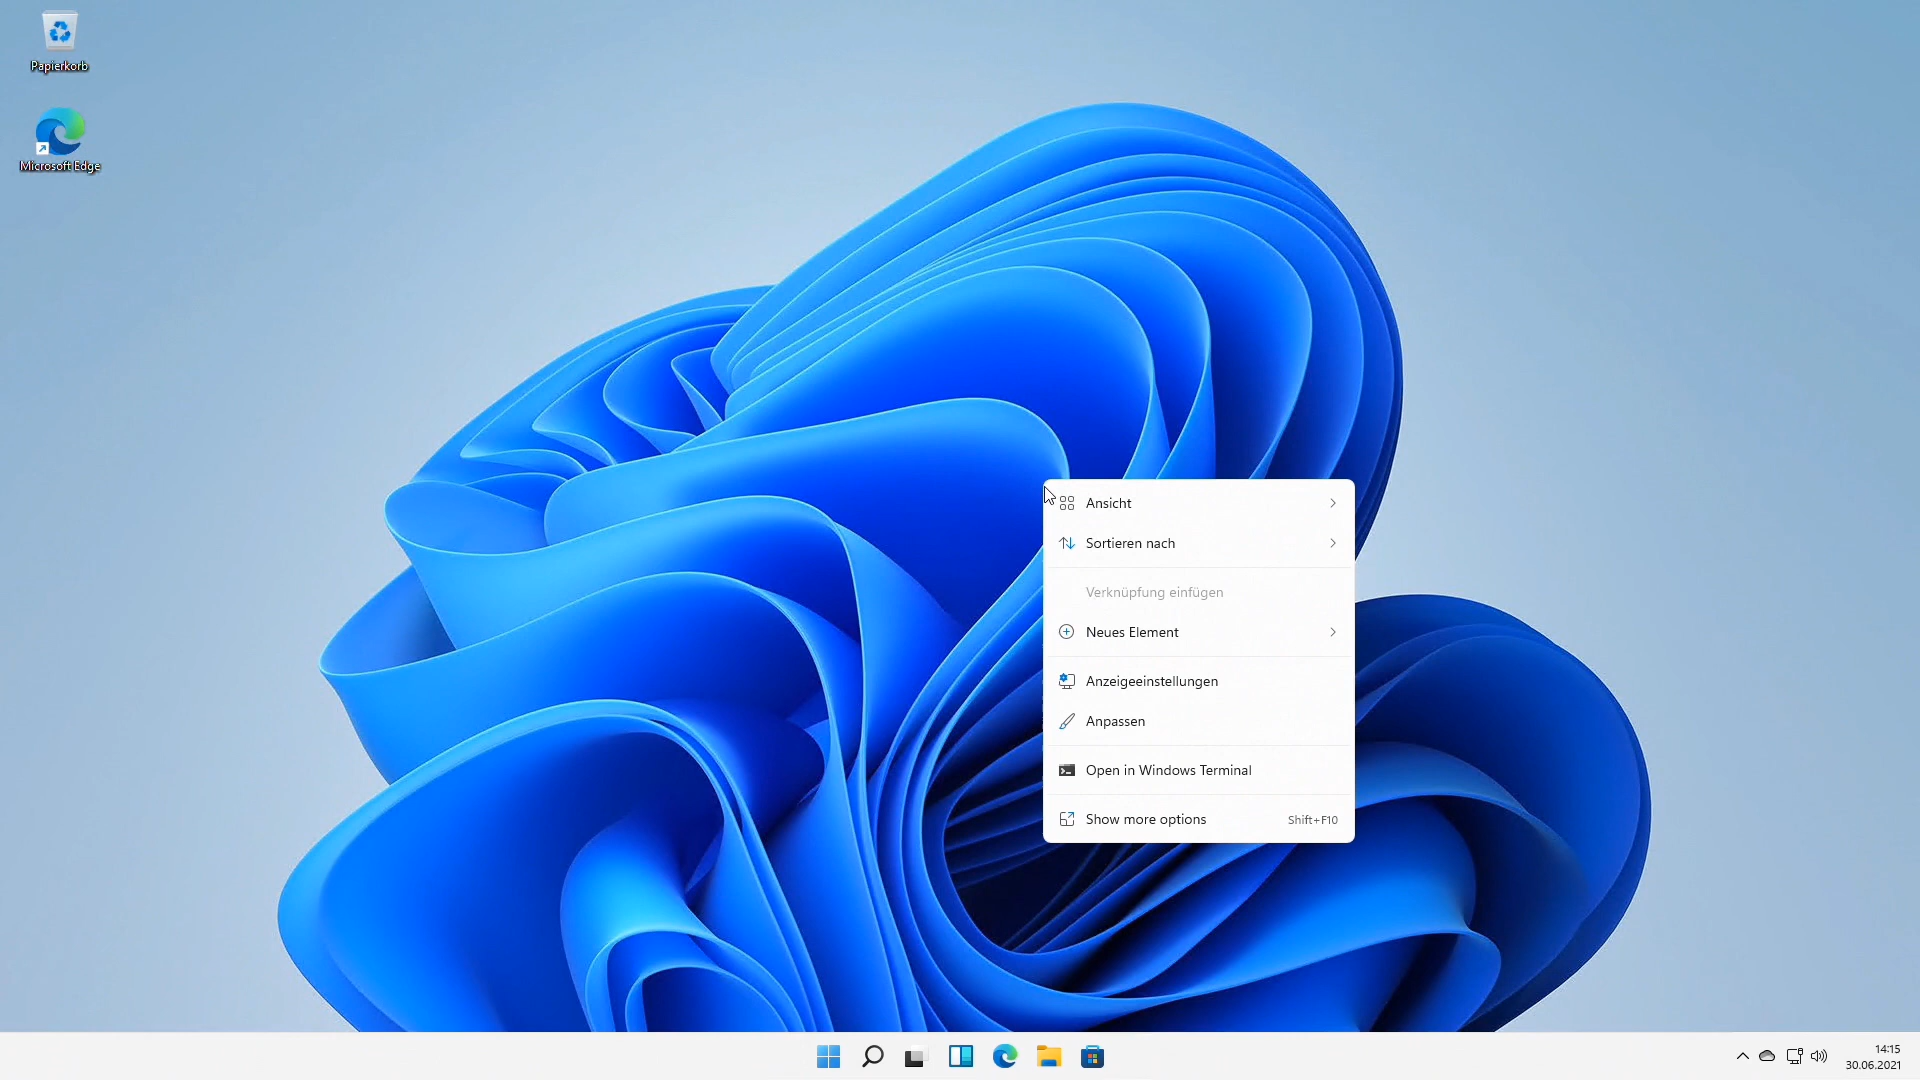 Papierkorb
Microsoft Edge
Ansicht
Sortieren nach
Verknüpfung einfügen
Neues Element
Anzeigeeinstellungen
Anpassen
Open in Windows Terminal
Show more options Shift+F10
14:15
30.06.2021